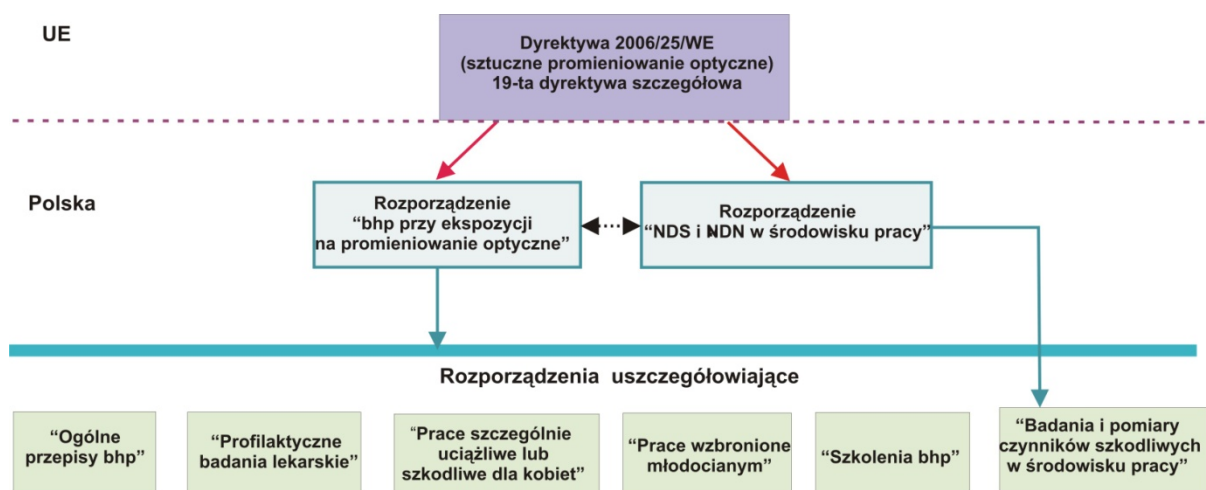 UE
Dyrektywa 2006/25/WE
(sztuczne promieniowanie optyczne)
19-ta dyrektywa szczegółowa
Polska
Rozporządzenie
“bhp przy ekspozycji
na promieniowanie optyczne”
Rozporządzenie
“NDS i NDN w środowisku pracy”
Rozporządzenia uszczegółowiające
“Ogólne
przepisy bhp”
“Profilaktyczne
badania lekarskie”
“Prace szczególnie
uciążliwe lub
szkodliwe dla kobiet”
“Prace wzbronione
młodocianym”
“Szkolenia bhp”
“Badania i pomiary
czynników szkodliwych
w środowisku pracy”